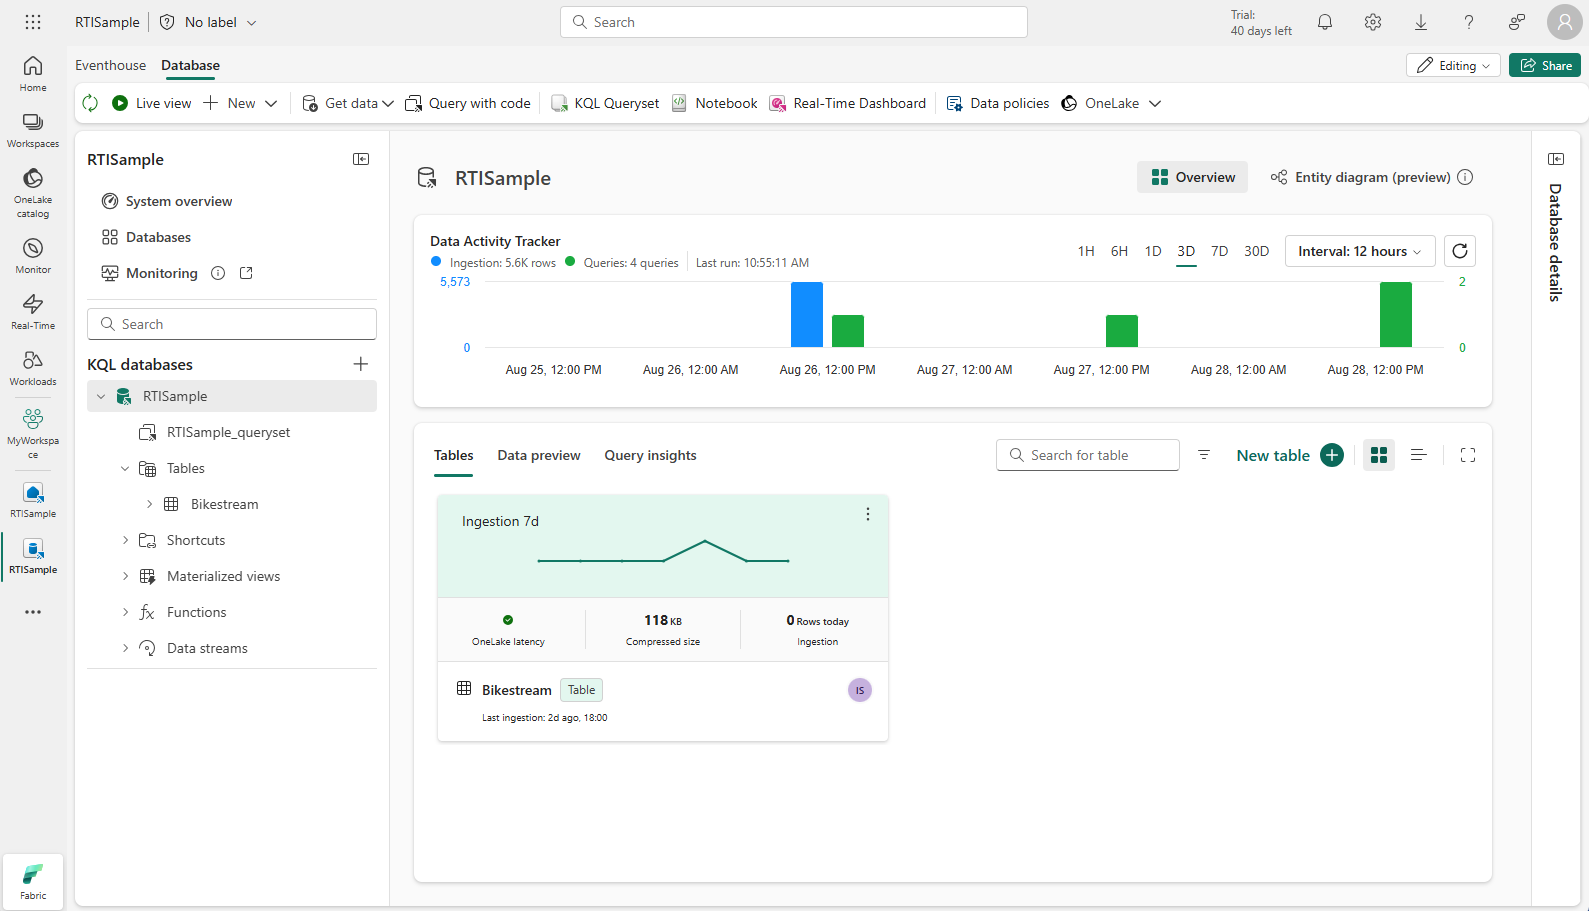 RTISample
No label
Search
Trial:
40 days left
Home
Workspaces
OneLake
catalog
Monitor
Real-Time
Workloads
MyWorkspa
ce
RTISample
RTISample
Fabric
Eventhouse
Database
Editing
Share
Live view
New
Get data
Query with code
KQL Queryset
Notebook
Real-Time Dashboard
Data policies
OneLake
RTISample
System overview
Databases
Monitoring
Search
KQL databases
RTISample
RTISample_queryset
Tables
Bikestream
Shortcuts
Materialized views
Functions
Data streams
RTISample
Overview
Entity diagram (preview)
Data Activity Tracker
Ingestion: 5.6K rows
Queries: 4 queries
Last run: 10:55:11 AM
1H 6H 1D 3D 7D 30D
Interval: 12 hours
5,573
2
0
0
Aug 25, 12:00 PM
Aug 26, 12:00 AM
Aug 26, 12:00 PM
Aug 27, 12:00 AM
Aug 27, 12:00 PM
Aug 28, 12:00 AM
Aug 28, 12:00 PM
Tables
Data preview
Query insights
Search for table
New table
Ingestion 7d
OneLake latency
118 KB
Compressed size
0 Rows today
Ingestion
Bikestream
Table
IS
Last ingestion: 2d ago, 18:00
Database details